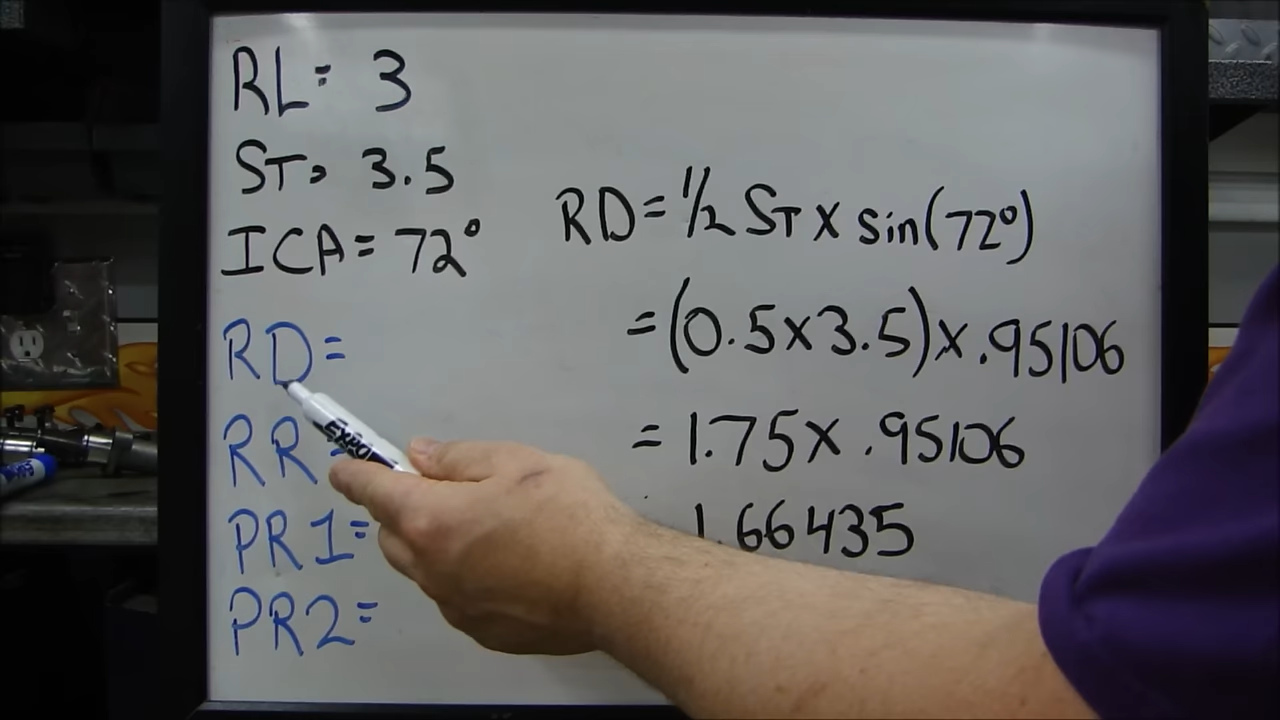 RL= 3
ST= 3.5
ICA= 72°
RD=
RR=
PR1=
PR2=
RD= 1/2 ST x sin(72°)
= (0.5x3.5)x .95106
= 1.75x .95106
1.66435
EXPO